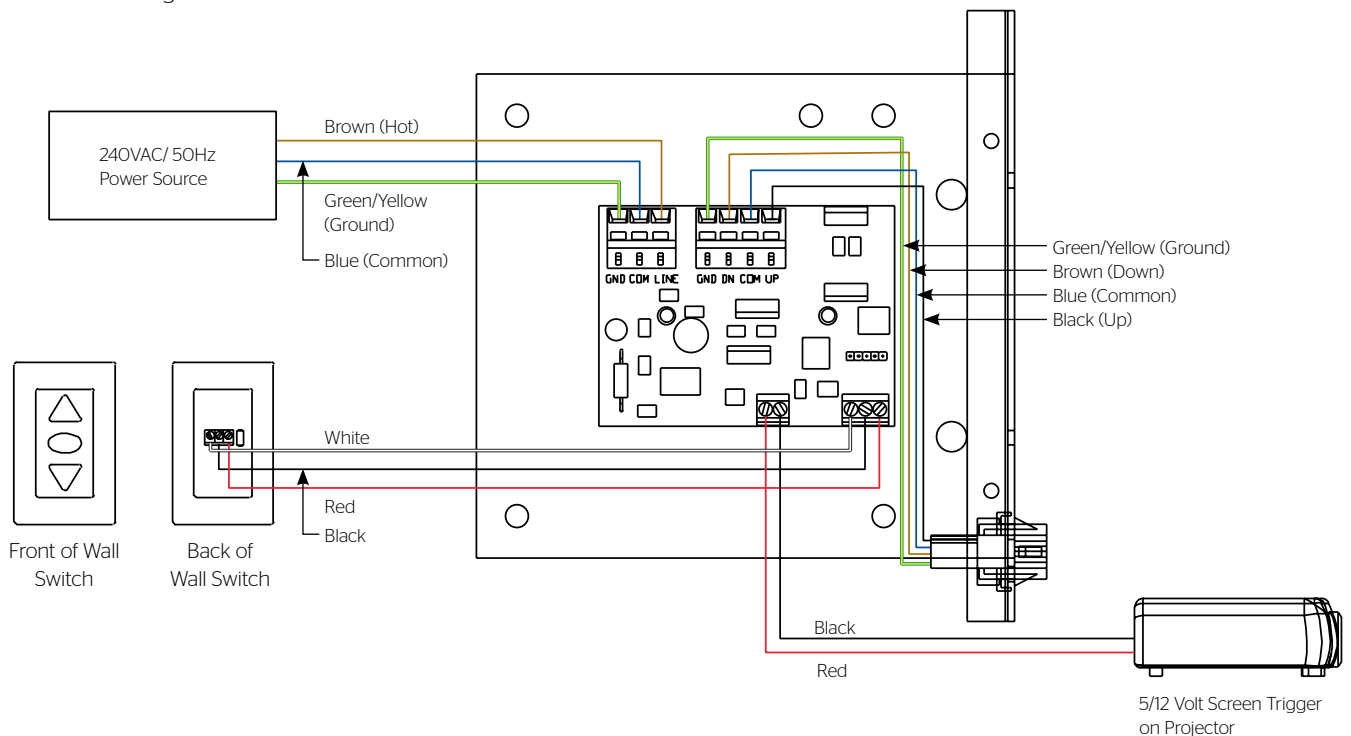 Brown (Hot)
240VAC/ 50Hz
Power Source
Green/Yellow
(Ground)
Blue (Common)
GND COM LINE
GND DN COM UP
Green/Yellow (Ground)
Brown (Down)
Blue (Common)
Black (Up)
White
Red
Black
Front of Wall
Switch
Back of
Wall Switch
Black
Red
5/12 Volt Screen Trigger
on Projector